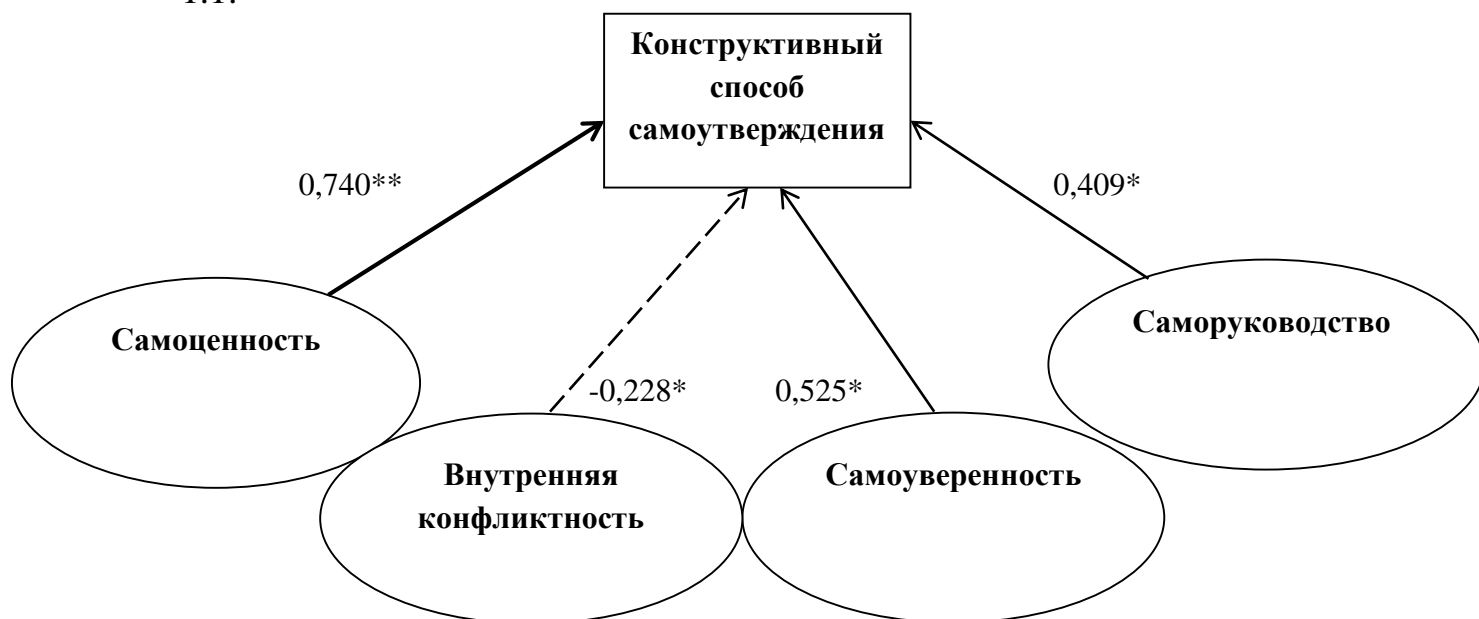 1.1.
Конструктивный
способ
самоутверждения
0,740**
0,409*
Самоценность
Саморуководство
-0,228*
0,525*
Внутренняя
конфликтность
Самоуверенность